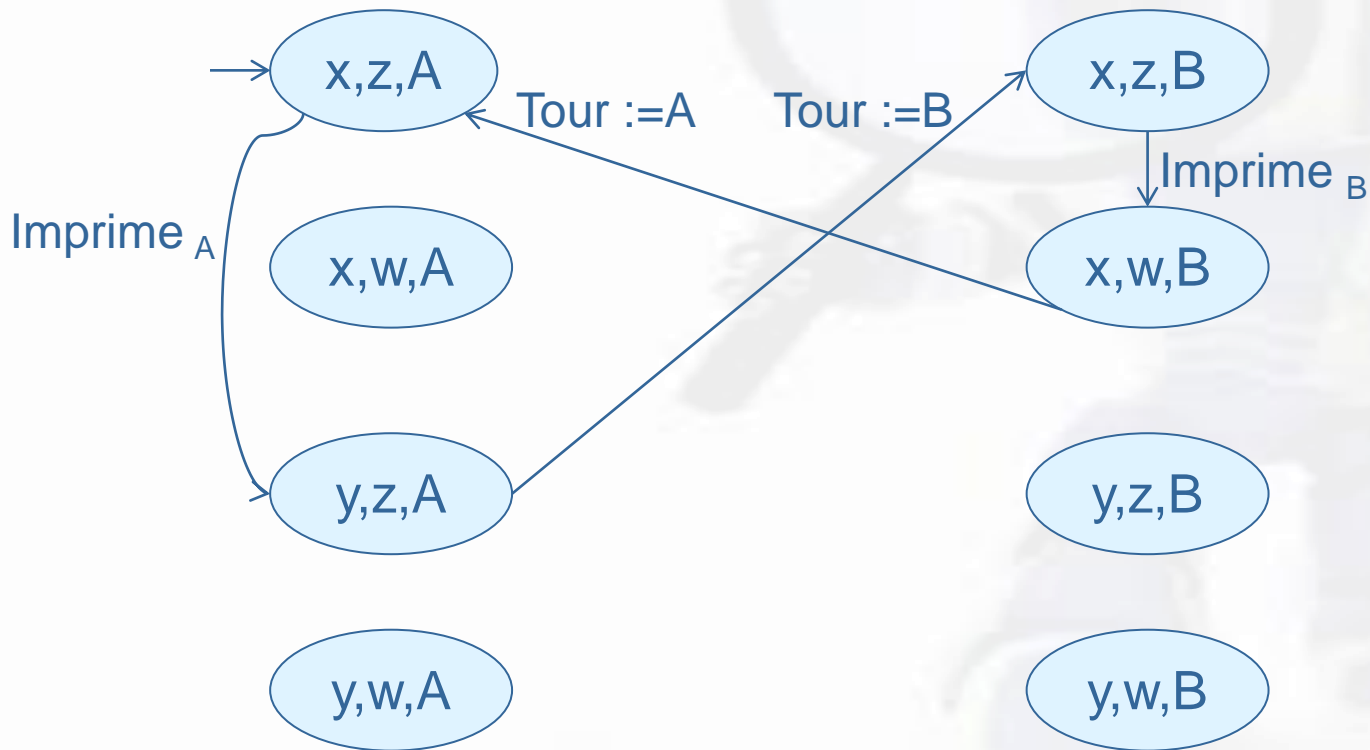 x,z,A
x,z,B
Tour :=A
Tour :=B
Imprime B
Imprime A
x,w,A
x,w,B
y,z,A
y,z,B
y,w,A
y,w,B